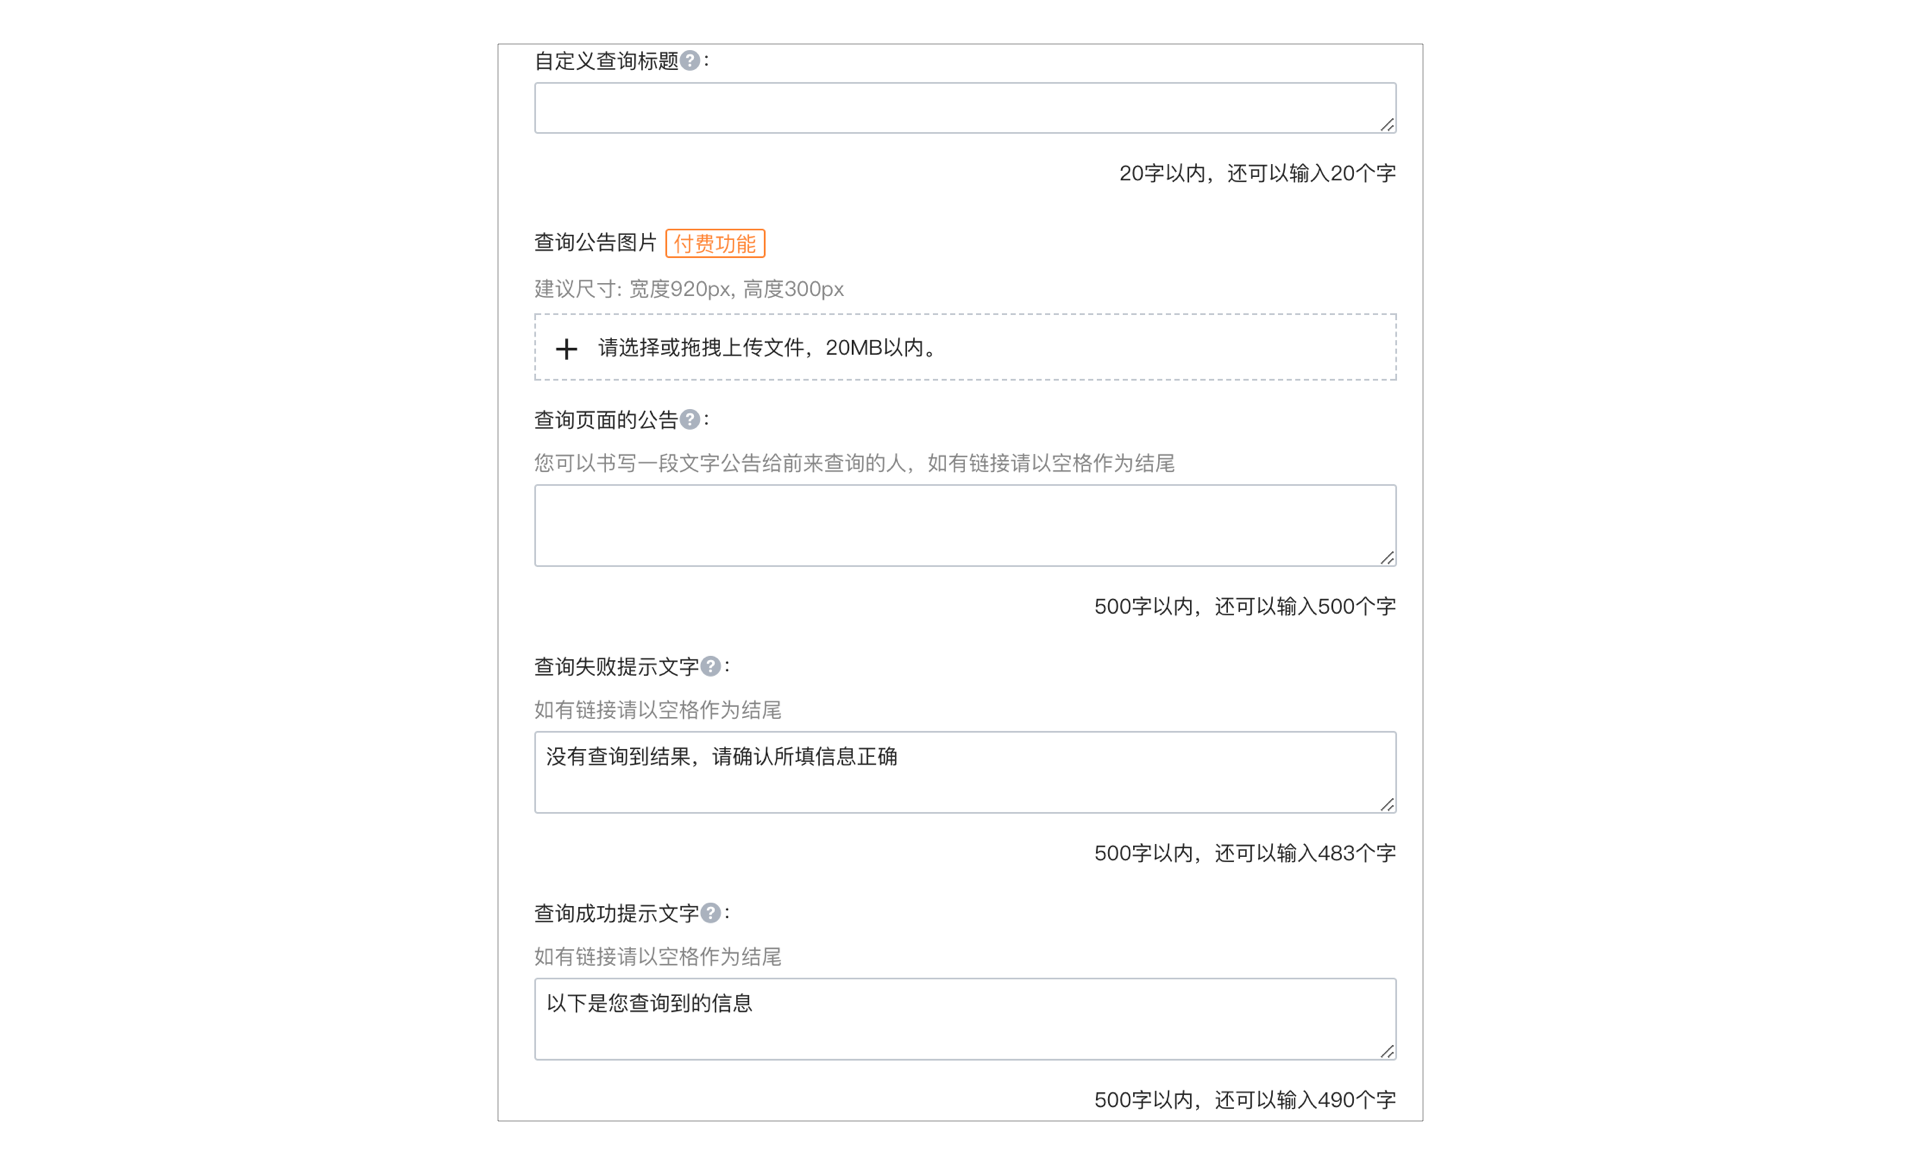 自定义查询标题?：
20字以内，还可以输入20个字
查询公告图片 付费功能
建议尺寸: 宽度920px, 高度300px
+ 请选择或拖拽上传文件，20MB以内。
查询页面的公告?：
您可以书写一段文字公告给前来查询的人，如有链接请以空格作为结尾
500字以内，还可以输入500个字
查询失败提示文字?：
如有链接请以空格作为结尾
没有查询到结果，请确认所填信息正确
500字以内，还可以输入483个字
查询成功提示文字?：
如有链接请以空格作为结尾
以下是您查询到的信息
500字以内，还可以输入490个字